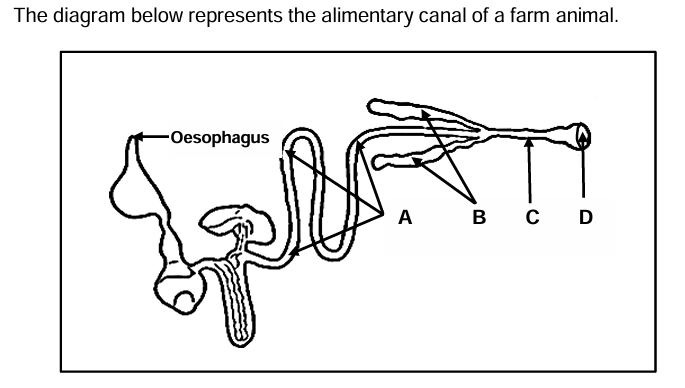 The diagram below represents the alimentary canal of a farm animal.
Oesophagus
A B C D